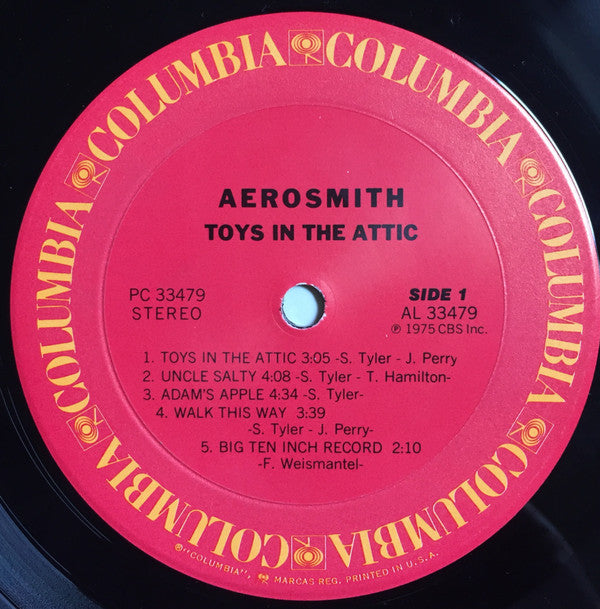 COLUMBIA COLUMBIA COLUMBIA COLUMBIA COLUMBIA COLUMBIA COLUMBIA COLUMBIA
AEROSMITH
TOYS IN THE ATTIC
PC 33479
STEREO
SIDE 1
AL 33479
℗ 1975 CBS Inc.
1. TOYS IN THE ATTIC 3:05 -S. Tyler - J. Perry
2. UNCLE SALTY 4:08 -S. Tyler - T. Hamilton-
3. ADAM'S APPLE 4:34 -S. Tyler-
4. WALK THIS WAY 3:39
-S. Tyler - J. Perry-
5. BIG TEN INCH RECORD 2:10
-F. Weismantel-
®"COLUMBIA", MARCAS REG. PRINTED IN U.S.A.